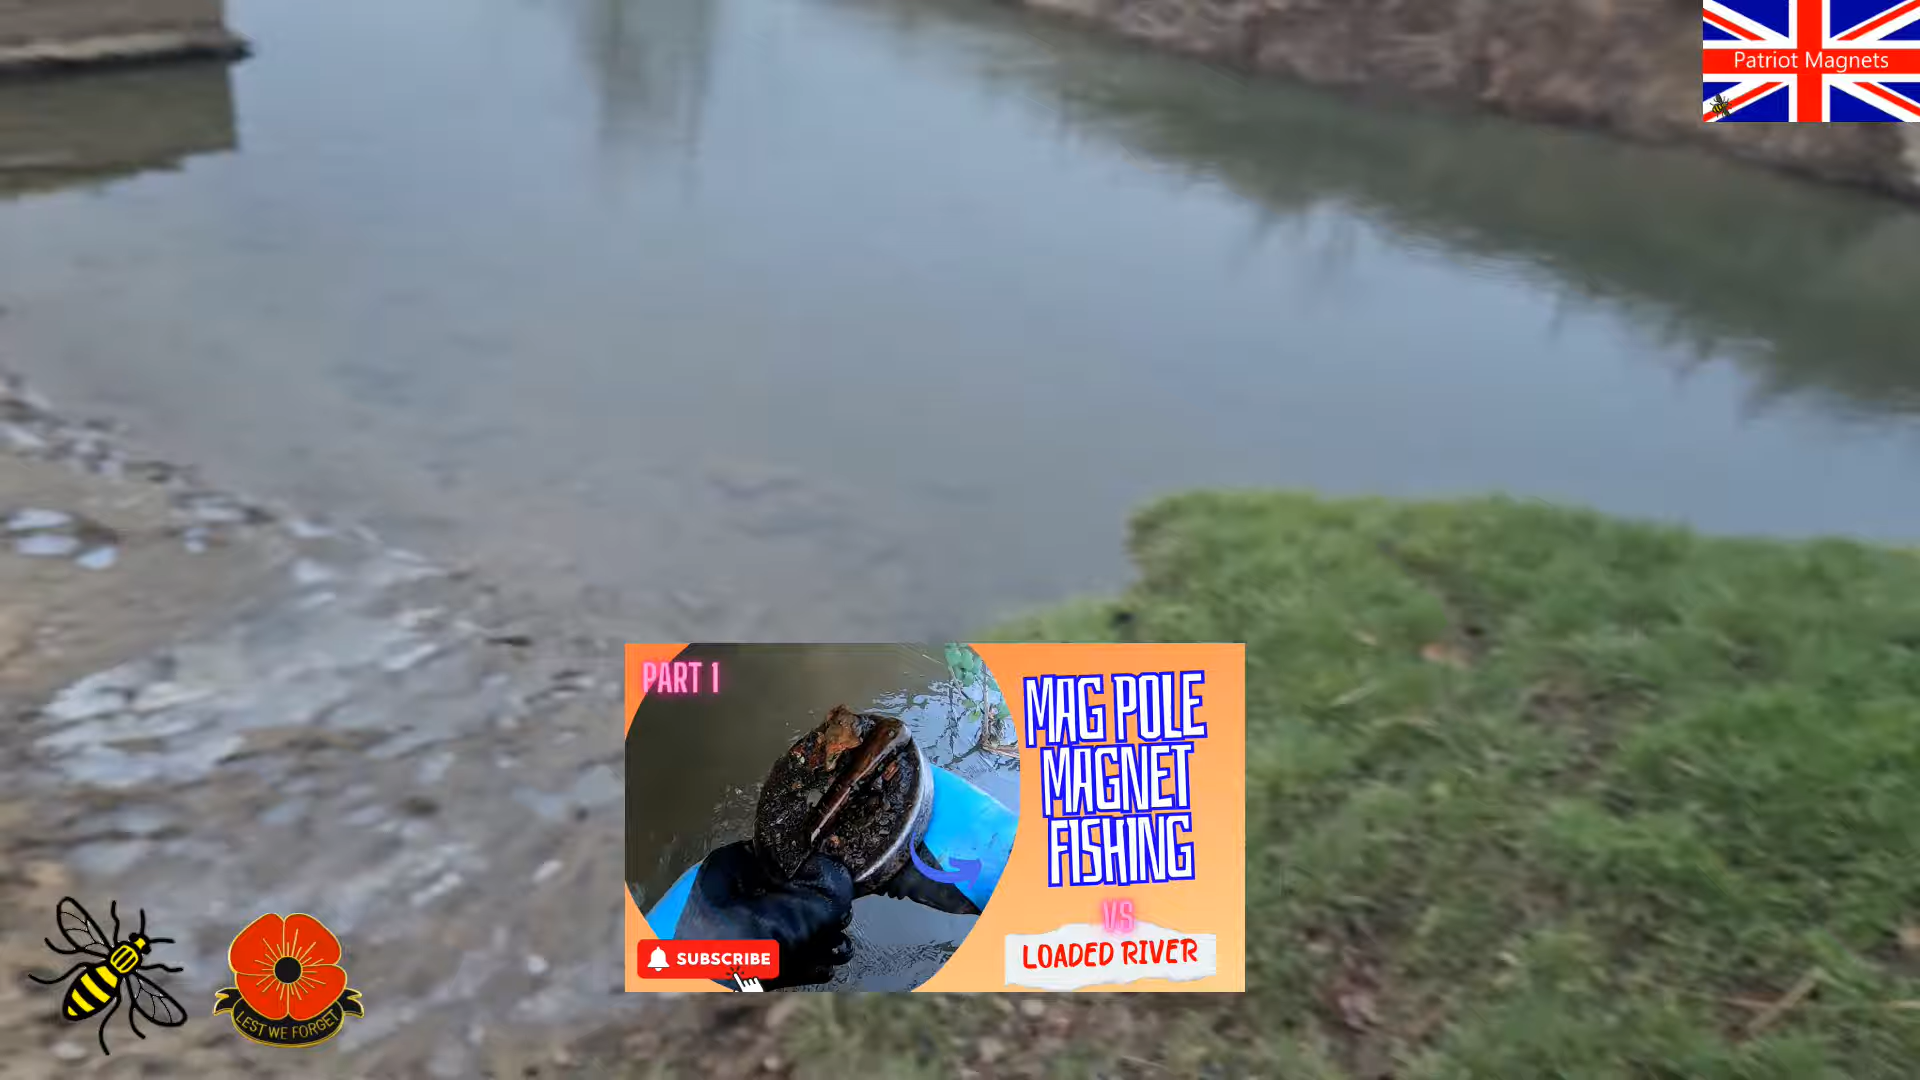 Patriot Magnets
PART 1
MAG POLE
MAGNET
FISHING
VS
LOADED RIVER
SUBSCRIBE
LEST WE FORGET